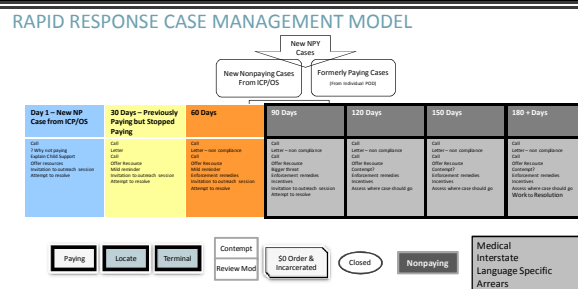 RAPID RESPONSE CASE MANAGEMENT MODEL
New NPY
Cases
New Nonpaying Cases
From ICP/OS
Formerly Paying Cases
(From Individual POD)
Day 1 – New NP
Case from ICP/OS
Call
? Why not paying
Explain Child Support
Offer resources
Invitation to outreach session
Attempt to resolve
30 Days – Previously
Paying but Stopped
Paying
Call
Letter
Call
Offer Recourse
Mild reminder
Invitation to outreach session
Attempt to resolve
60 Days
Call
Letter – non compliance
Call
Offer Recourse
Mild reminder
Enforcement remedies
Invitation to outreach session
Attempt to resolve
90 Days
Call
Letter – non compliance
Call
Offer Recourse
Bigger threat
Enforcement remedies
Incentives
Invitation to outreach session
Attempt to resolve
120 Days
Call
Letter – non compliance
Call
Offer Recourse
Contempt?
Enforcement remedies
Incentives
Assess where case should go
150 Days
Call
Letter – non compliance
Call
Offer Recourse
Contempt?
Enforcement remedies
Incentives
Assess where case should go
180 + Days
Call
Letter – non compliance
Call
Offer Recourse
Contempt?
Enforcement remedies
Incentives
Assess where case should go
Work to Resolution
Paying
Locate
Terminal
Contempt
Review Mod
$0 Order &
Incarcerated
Closed
Nonpaying
Medical
Interstate
Language Specific
Arrears